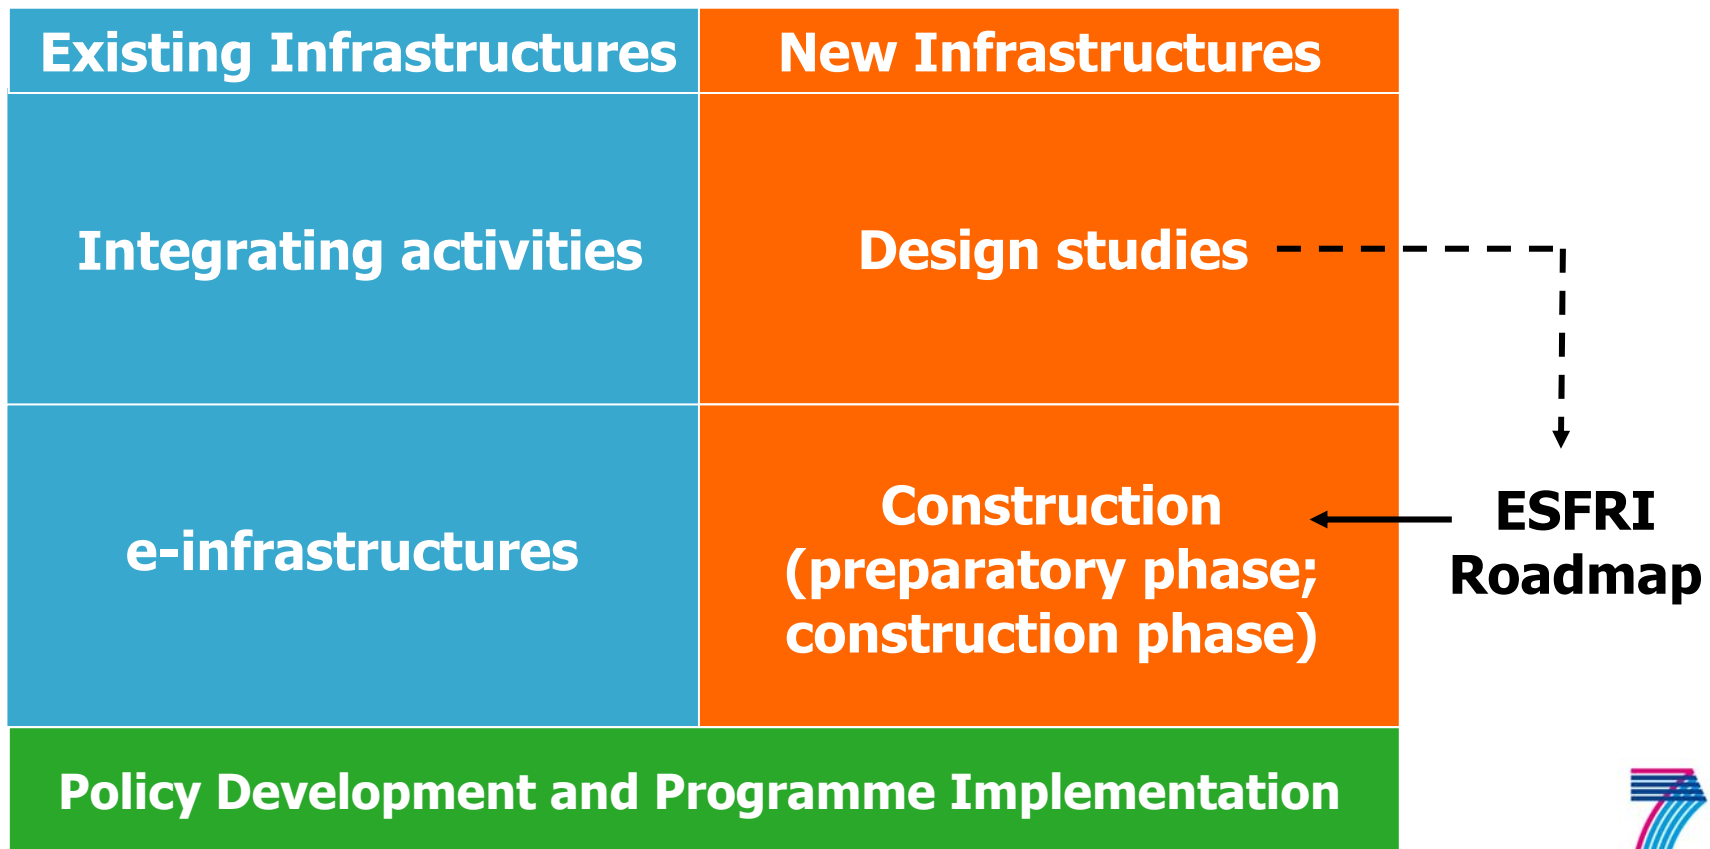 Existing Infrastructures
New Infrastructures
Integrating activities
Design studies
e-infrastructures
Construction
(preparatory phase;
construction phase)
ESFRI
Roadmap
Policy Development and Programme Implementation
7